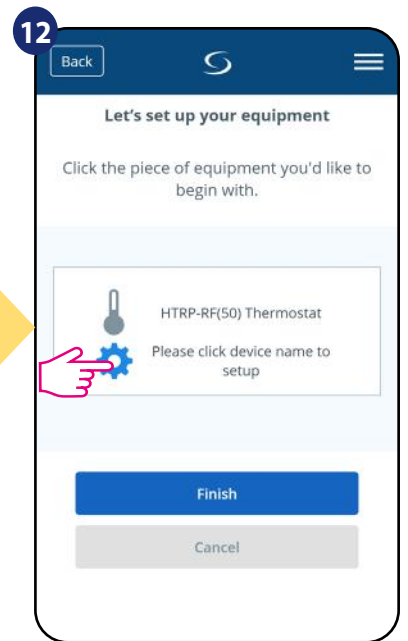 12
Back
Let's set up your equipment
Click the piece of equipment you'd like to
begin with.
HTRP-RF(50) Thermostat
Please click device name to
setup
Finish
Cancel